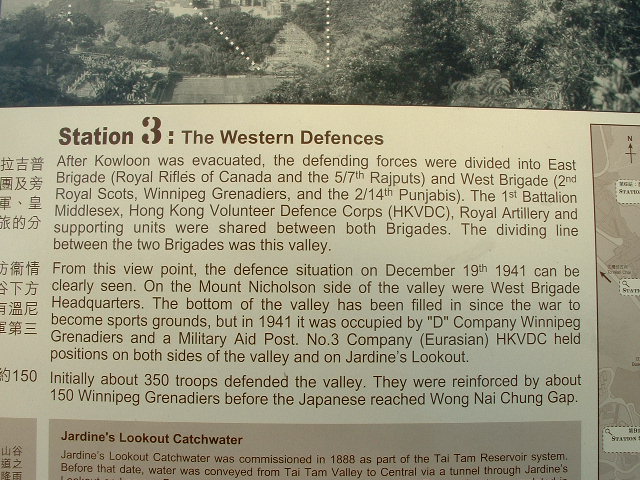 Station 3 : The Western Defences
After Kowloon was evacuated, the defending forces were divided into East
Brigade (Royal Rifles of Canada and the 5/7th Rajputs) and West Brigade (2nd
Royal Scots, Winnipeg Grenadiers, and the 2/14th Punjabis). The 1st Battalion
Middlesex, Hong Kong Volunteer Defence Corps (HKVDC), Royal Artillery and
supporting units were shared between both Brigades. The dividing line
between the two Brigades was this valley.
From this view point, the defence situation on December 19th 1941 can be
clearly seen. On the Mount Nicholson side of the valley were West Brigade
Headquarters. The bottom of the valley has been filled in since the war to
become sports grounds, but in 1941 it was occupied by "D" Company Winnipeg
Grenadiers and a Military Aid Post. No.3 Company (Eurasian) HKVDC held
positions on both sides of the valley and on Jardine's Lookout.
Initially about 350 troops defended the valley. They were reinforced by about
150 Winnipeg Grenadiers before the Japanese reached Wong Nai Chung Gap.
拉吉普
團及旁
軍、皇
旅的分
防衞情
谷下方
有溫尼
軍第三
約150
Jardine's Lookout Catchwater
Jardine's Lookout Catchwater was commissioned in 1888 as part of the Tai Tam Reservoir system.
Before that date, water was conveyed from Tai Tam Valley to Central via a tunnel through Jardine's
山谷
道之
隆雨